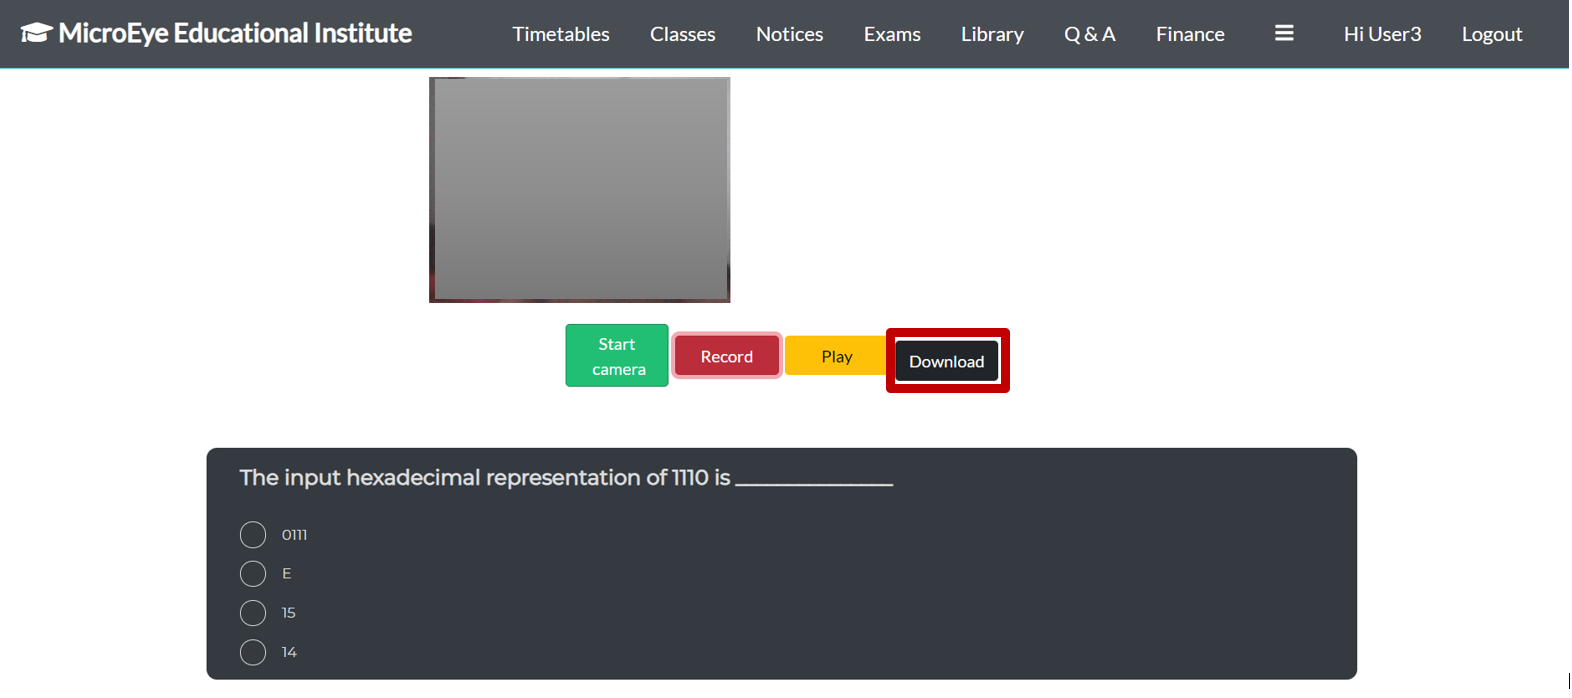 MicroEye Educational Institute Timetables Classes Notices Exams Library Q & A Finance Hi User3 Logout
Start camera Record Play Download
The input hexadecimal representation of 1110 is _______________
0111
E
15
14